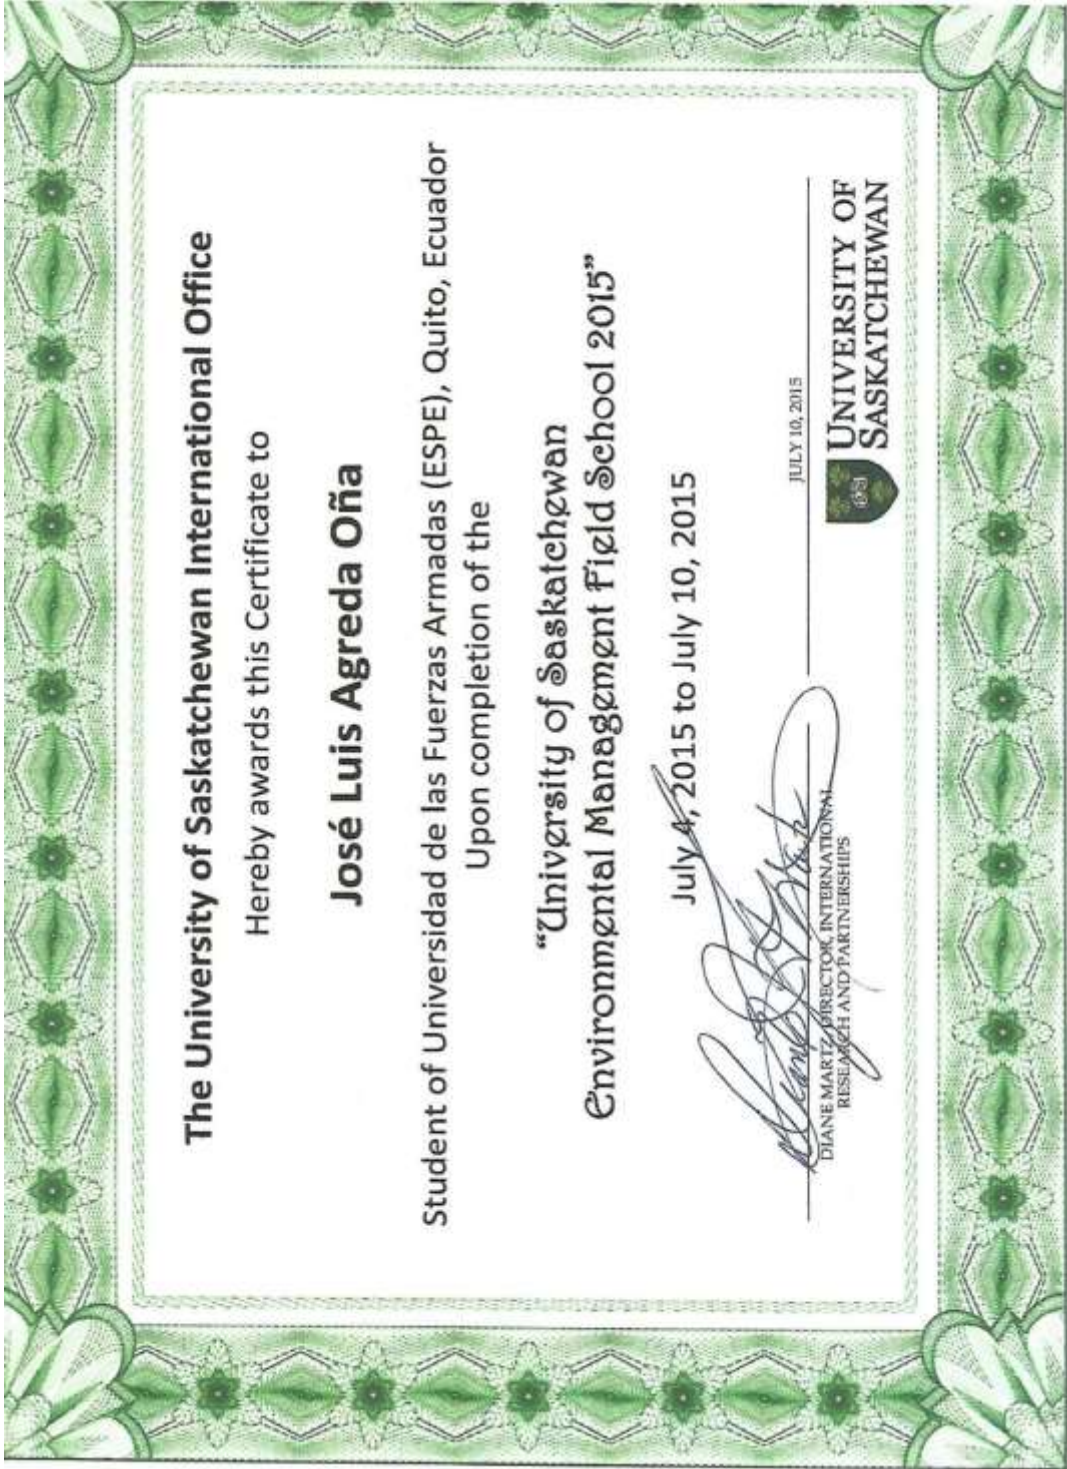 The University of Saskatchewan International Office
Hereby awards this Certificate to
José Luis Agreda Oña
Student of Universidad de las Fuerzas Armadas (ESPE), Quito, Ecuador
Upon completion of the
“University of Saskatchewan
Environmental Management Field School 2015”
July 4, 2015 to July 10, 2015
JULY 10, 2015
DIANE MARTZ, DIRECTOR, INTERNATIONAL
RESEARCH AND PARTNERSHIPS
UNIVERSITY OF
SASKATCHEWAN